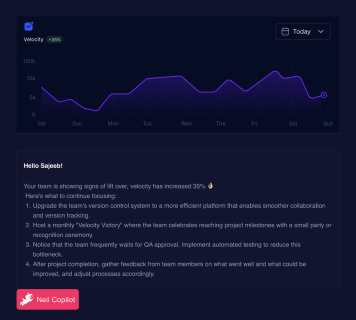 Today
Velocity +35%
100k
10k
5k
0
Sat Sun Mon Tue Wen The Fri Sat Sun
Hello Sajeeb!
Your team is showing signs of lift over, velocity has increased 35% 👌
Here's what to continue focusing:
1. Upgrade the team's version control system to a more efficient platform that enables smoother collaboration
and version tracking.
2. Host a monthly "Velocity Victory" where the team celebrates reaching project milestones with a small party or
recognition ceremony.
3. Notice that the team frequently waits for QA approval. Implement automated testing to reduce this
bottleneck.
4. After project completion, gather feedback from team members on what went well and what could be
improved, and adjust processes accordingly.
Neil Copilot